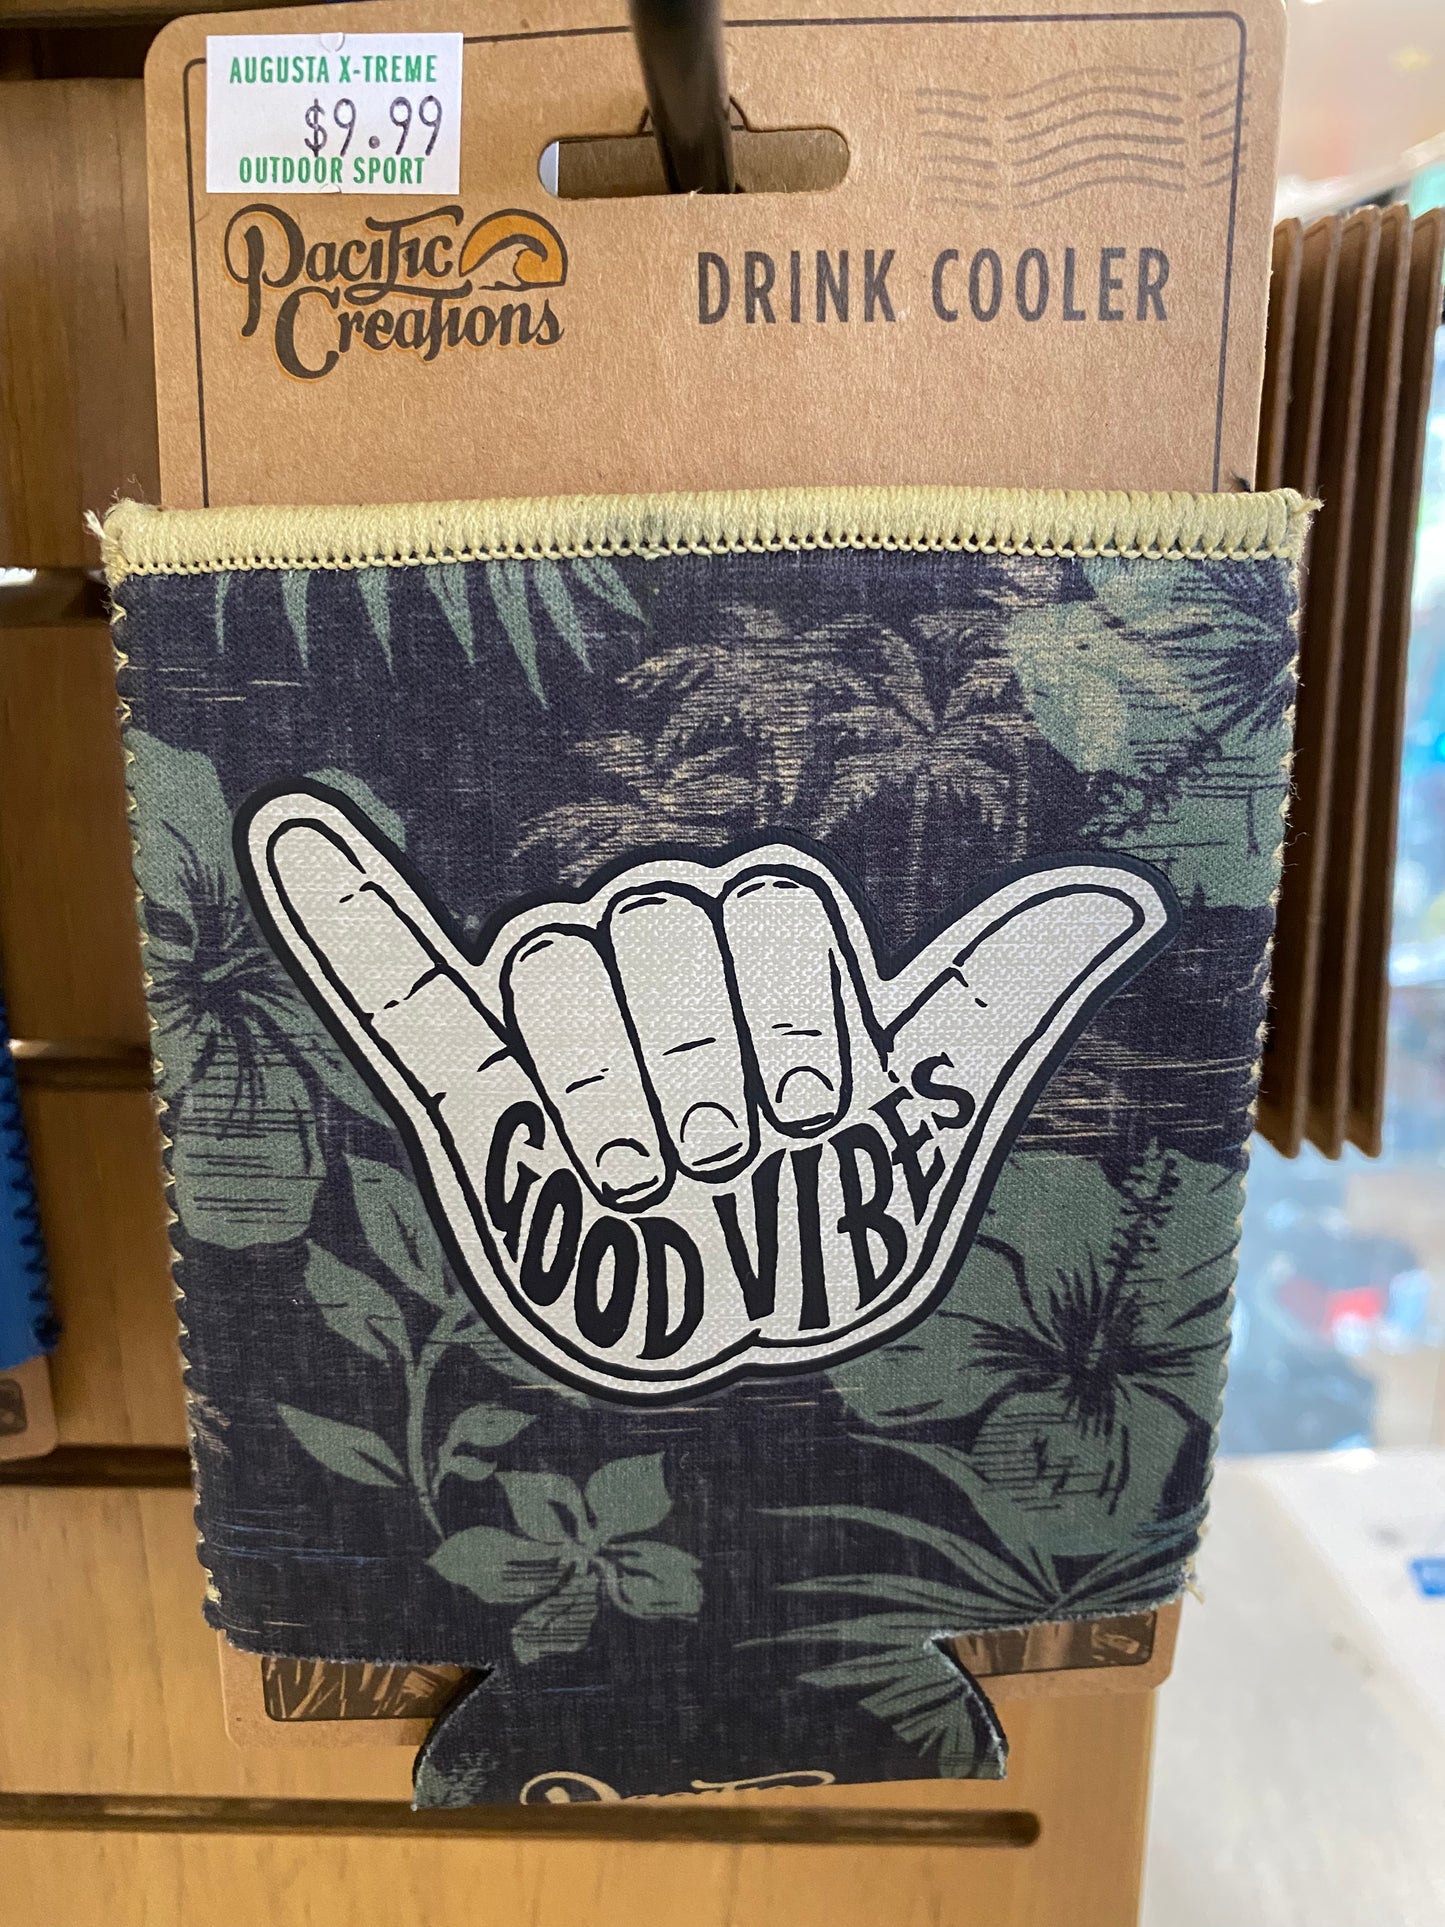 AUGUSTA X-TREME
$9.99
OUTDOOR SPORT
Pacific
Creations
DRINK COOLER
GOOD VIBES